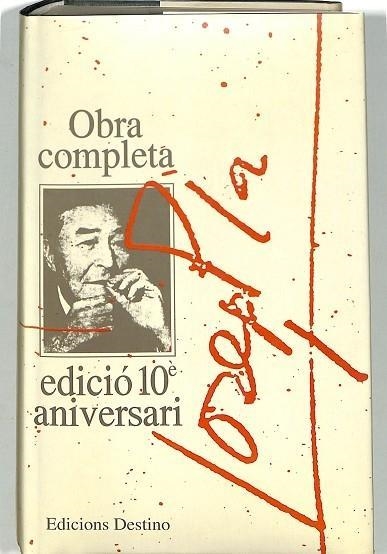 Obra
completa
edició 10è
aniversari
Josep Pla
Edicions Destino